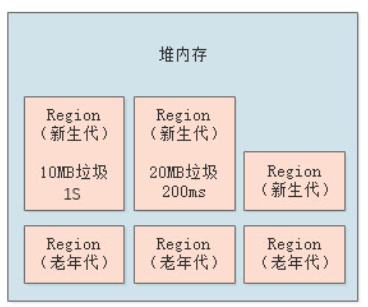 堆内存
Region
(新生代)
10MB垃圾
1S
Region
(新生代)
20MB垃圾
200ms
Region
(新生代)
Region
(老年代)
Region
(老年代)
Region
(老年代)